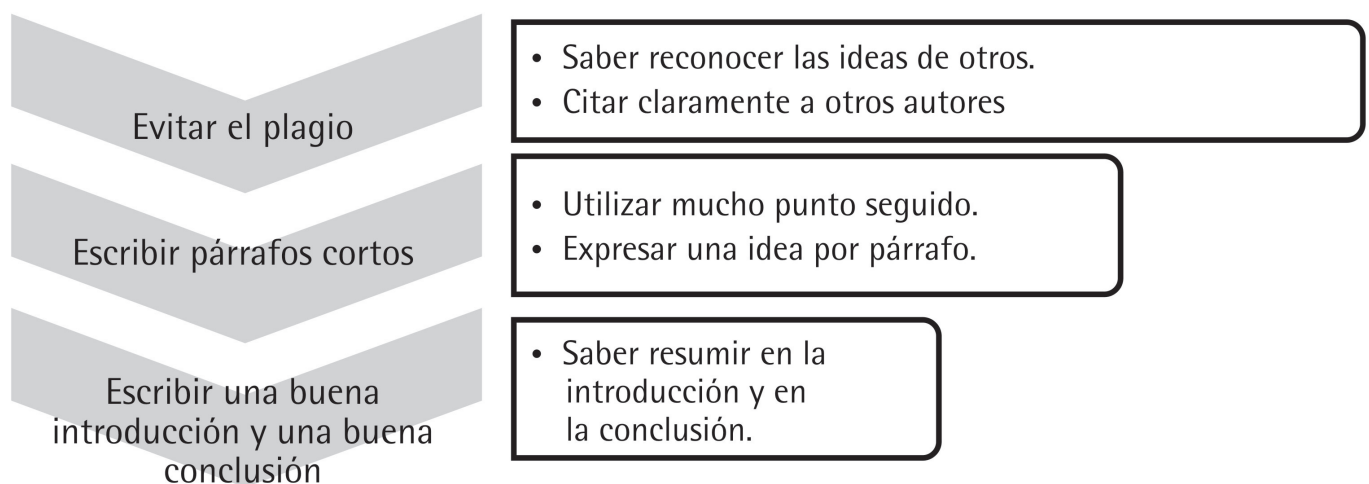 Evitar el plagio
• Saber reconocer las ideas de otros.
• Citar claramente a otros autores
Escribir párrafos cortos
• Utilizar mucho punto seguido.
• Expresar una idea por párrafo.
Escribir una buena
introducción y una buena
conclusión
• Saber resumir en la
introducción y en
la conclusión.